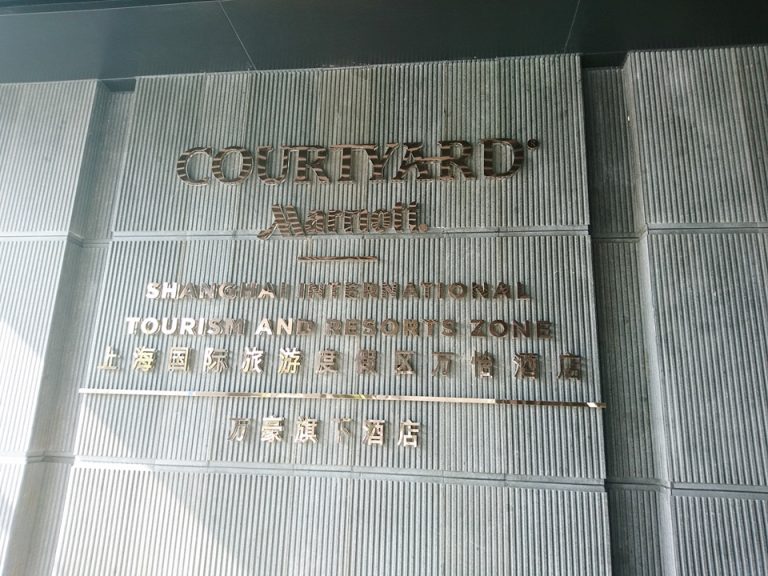 COURTYARD®
Marriott.
SHANGHAI INTERNATIONAL
TOURISM AND RESORTS ZONE
上海国际旅游度假区万怡酒店
万豪旗下酒店